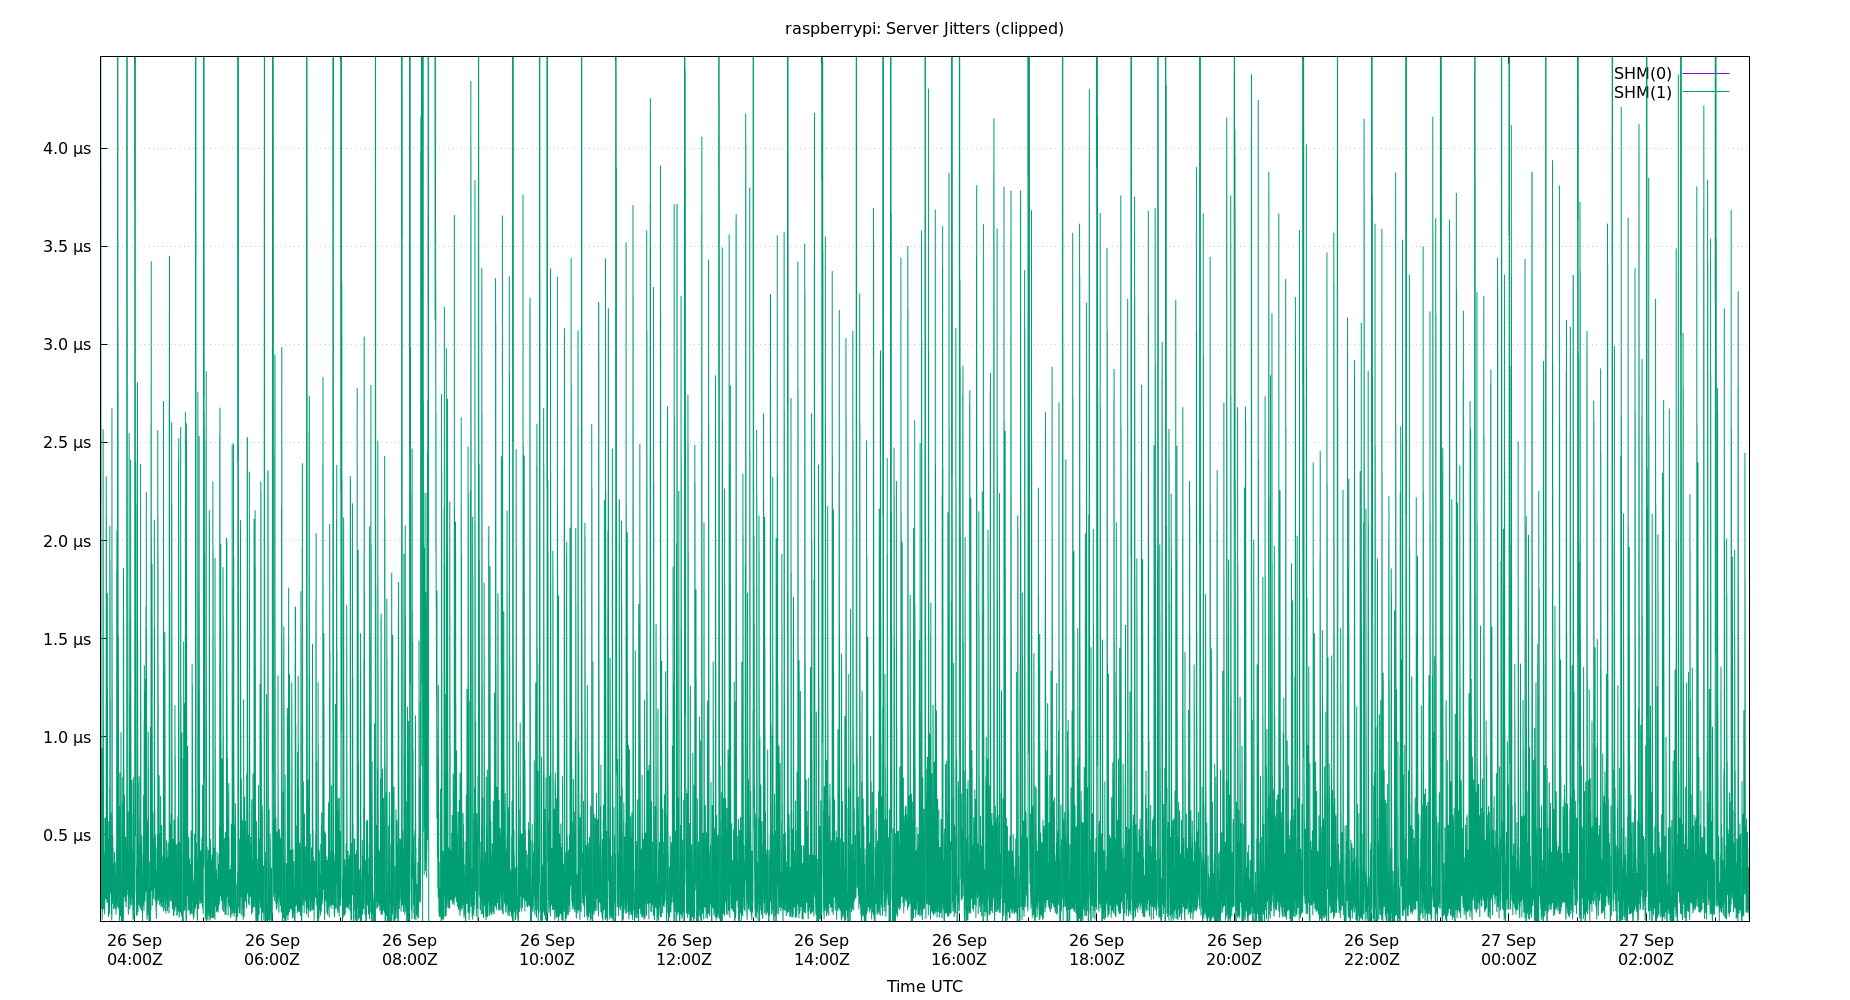 raspberrypi: Server Jitters (clipped)
SHM(0)
SHM(1)
4.0 µs
3.5 µs
3.0 µs
2.5 µs
2.0 µs
1.5 µs
1.0 µs
0.5 µs
26 Sep 26 Sep 26 Sep 26 Sep 26 Sep 26 Sep 26 Sep 26 Sep 26 Sep 26 Sep 27 Sep 27 Sep
04:00Z 06:00Z 08:00Z 10:00Z 12:00Z 14:00Z 16:00Z 18:00Z 20:00Z 22:00Z 00:00Z 02:00Z
Time UTC